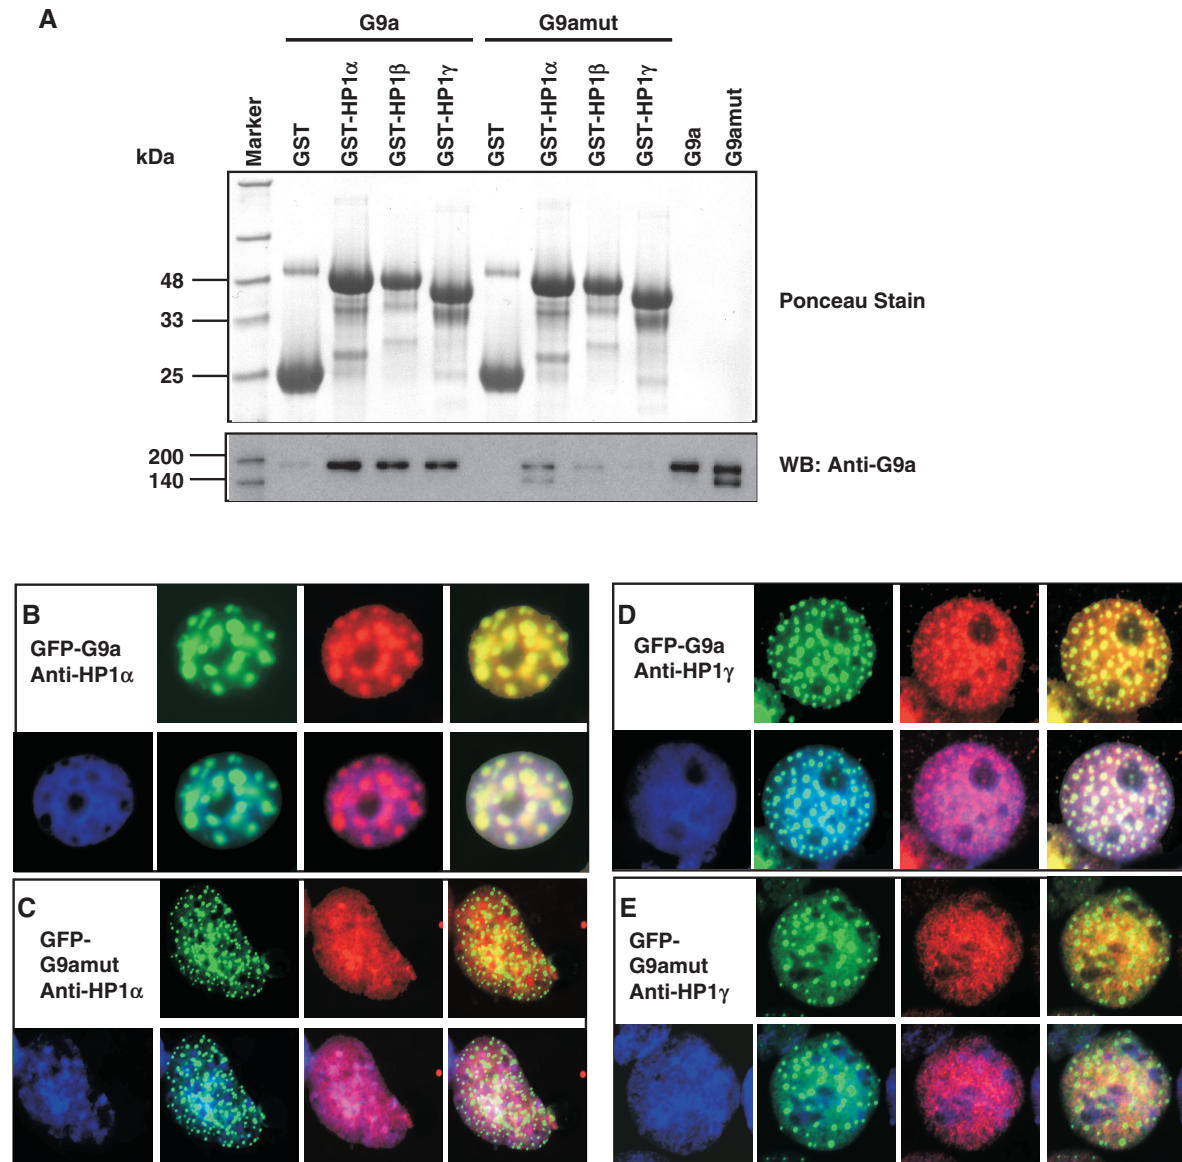 A
G9a
G9amut
kDa
Marker
GST
GST-HP1α
GST-HP1β
GST-HP1γ
GST
GST-HP1α
GST-HP1β
GST-HP1γ
G9a
G9amut
48
33
25
Ponceau Stain
200
140
WB: Anti-G9a
B
GFP-G9a
Anti-HP1α
D
GFP-G9a
Anti-HP1γ
C
GFP-
G9amut
Anti-HP1α
E
GFP-
G9amut
Anti-HP1γ